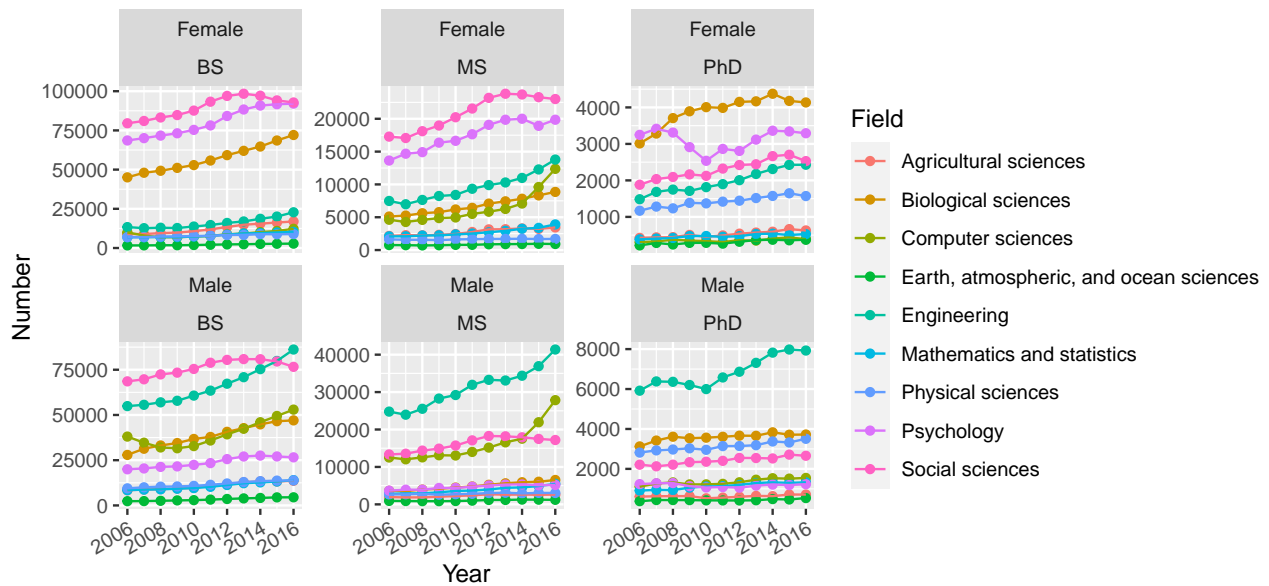 Female
Female
Female
BS
MS
PhD
100000
75000
50000
25000
0
20000
15000
10000
5000
0
4000
3000
2000
1000
Male
Male
Male
BS
MS
PhD
75000
50000
25000
0
40000
30000
20000
10000
0
8000
6000
4000
2000
2006
2008
2010
2012
2014
2016
2006
2008
2010
2012
2014
2016
2006
2008
2010
2012
2014
2016
Number
Year
Field
Agricultural sciences
Biological sciences
Computer sciences
Earth, atmospheric, and ocean sciences
Engineering
Mathematics and statistics
Physical sciences
Psychology
Social sciences